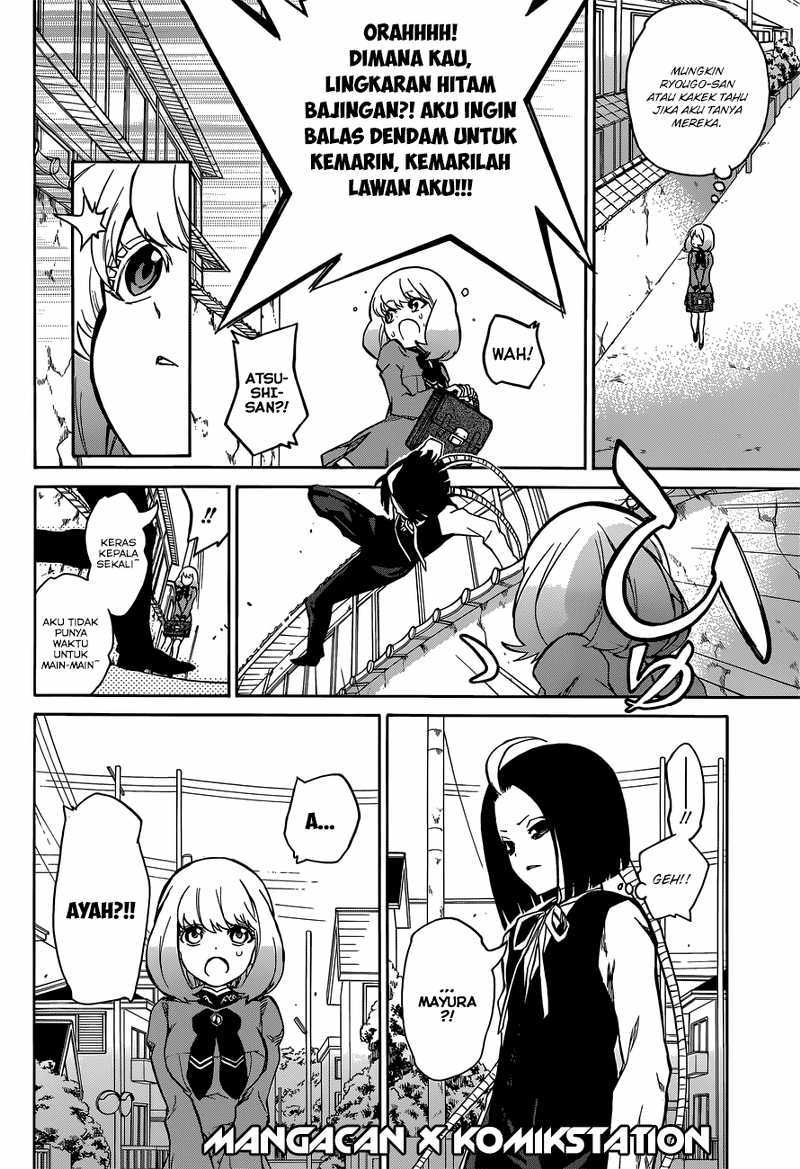 MUNGKIN
RYOUGO-SAN
ATAU KAKEK TAHU
JIKA AKU TANYA
MEREKA.
ORAHHHH!
DIMANA KAU,
LINGKARAN HITAM
BAJINGAN?! AKU INGIN
BALAS DENDAM UNTUK
KEMARIN, KEMARILAH
LAWAN AKU!!!
WAH!
ATSU-
SHI-
SAN?!
ひゅ
!!
KERAS
KEPALA
SEKALI~
AKU TIDAK
PUNYA
WAKTU
UNTUK
MAIN-MAIN~
!!
GEH!!
...
MAYURA
?!
A...
AYAH?!!
MANGACAN X KOMIKSTATION